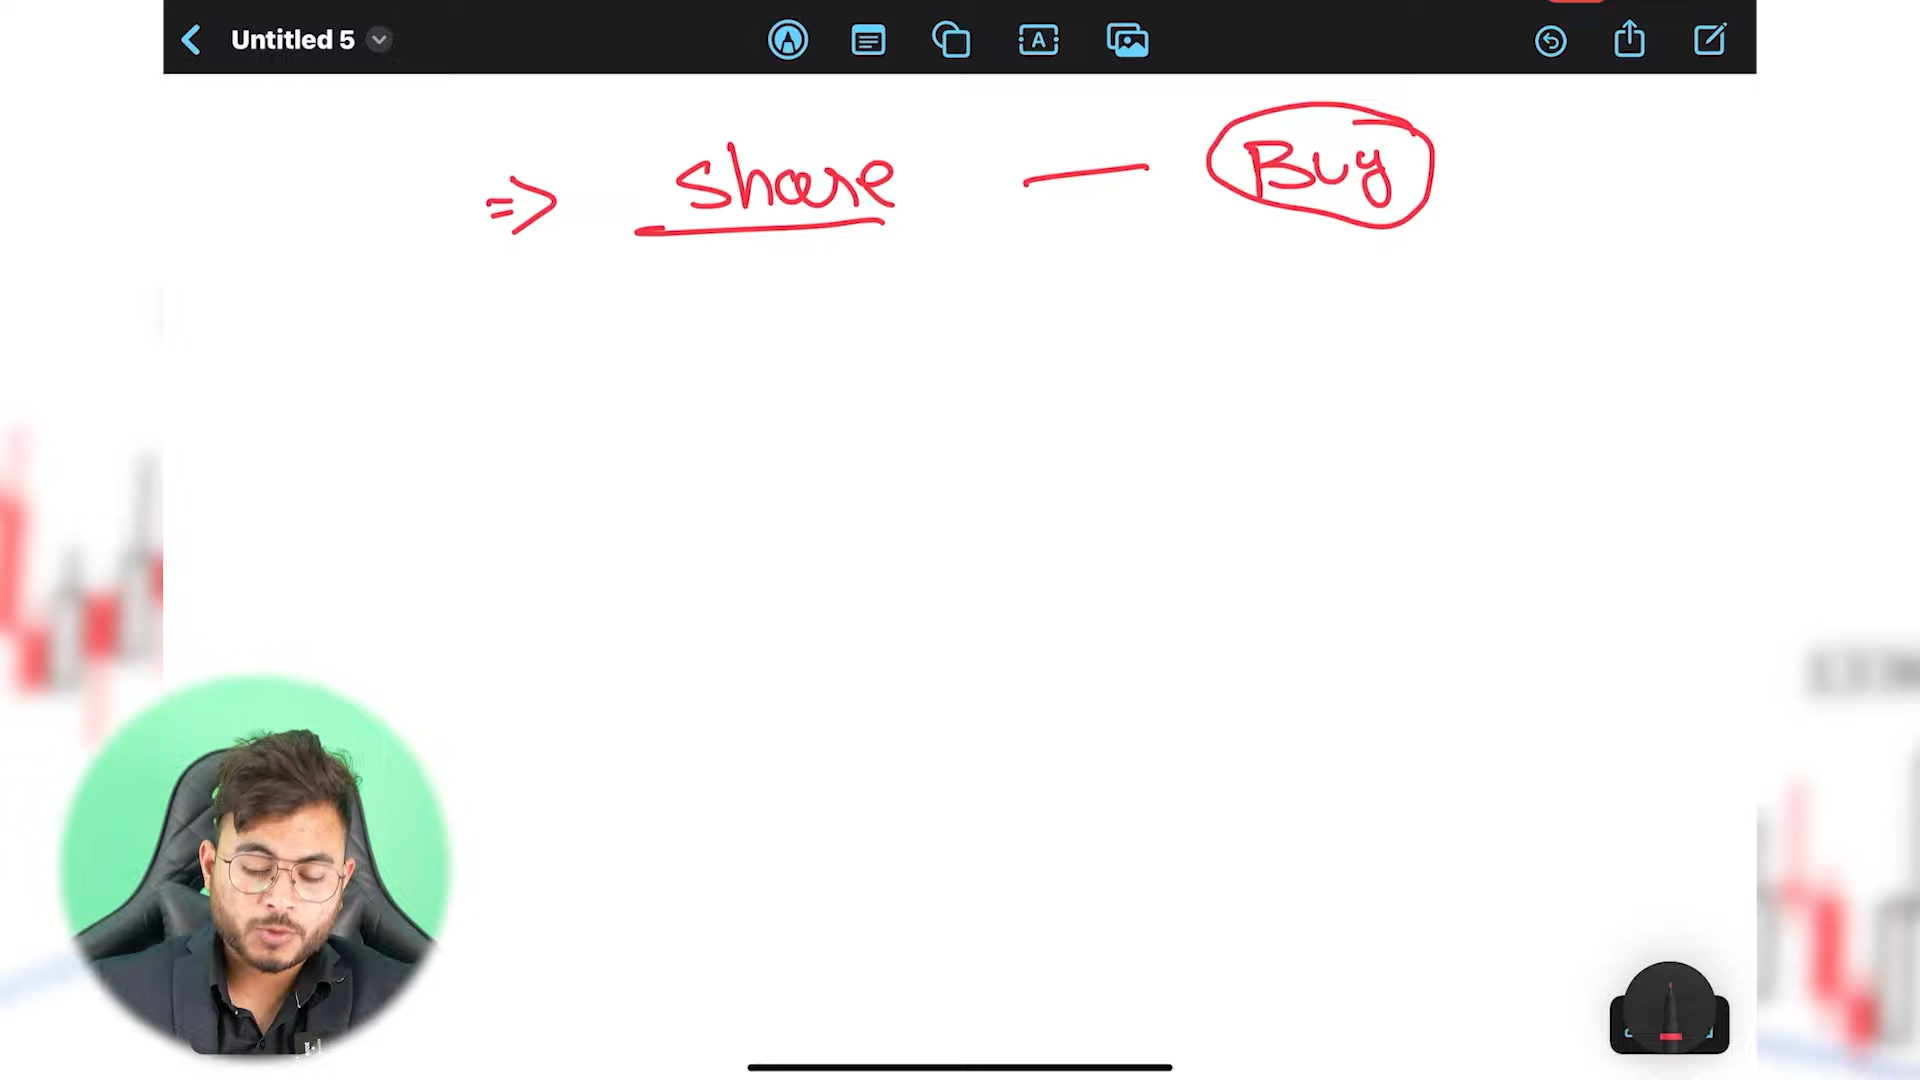 Untitled 5
=> Share — Buy